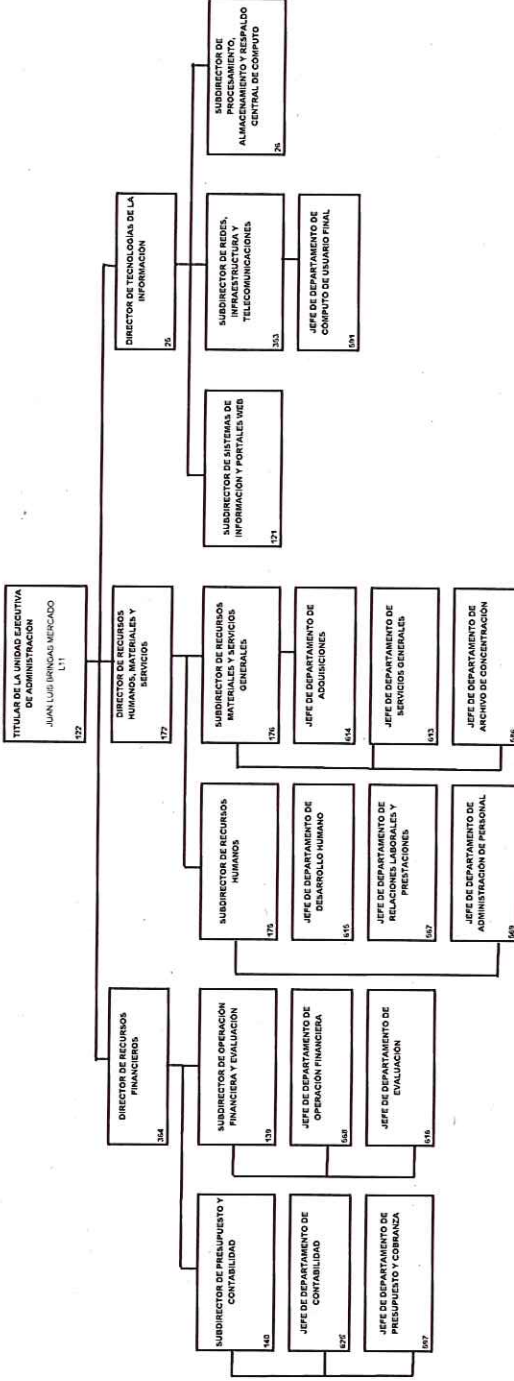 TITULAR DE LA UNIDAD EJECUTIVA
DE ADMINISTRACIÓN
JUAN LUIS BRINGAS MERCADO
L11
122
DIRECTOR DE RECURSOS
FINANCIEROS
364
DIRECTOR DE RECURSOS
HUMANOS, MATERIALES Y
SERVICIOS
172
DIRECTOR DE TECNOLOGÍAS DE LA
INFORMACIÓN
25
SUBDIRECTOR DE PRESUPUESTO Y
CONTABILIDAD
140
SUBDIRECTOR DE OPERACIÓN
FINANCIERA Y EVALUACIÓN
139
SUBDIRECTOR DE RECURSOS
HUMANOS
175
SUBDIRECTOR DE RECURSOS
MATERIALES Y SERVICIOS
GENERALES
176
SUBDIRECTOR DE SISTEMAS DE
INFORMACIÓN Y PORTALES WEB
121
SUBDIRECTOR DE REDES,
INFRAESTRUCTURA Y
TELECOMUNICACIONES
353
SUBDIRECTOR DE
PROCESAMIENTO,
ALMACENAMIENTO Y RESPALDO
CENTRAL DE COMPUTO
26
JEFE DE DEPARTAMENTO DE
CONTABILIDAD
625
JEFE DE DEPARTAMENTO DE
OPERACIÓN FINANCIERA
568
JEFE DE DEPARTAMENTO DE
DESARROLLO HUMANO
615
JEFE DE DEPARTAMENTO DE
ADQUISICIONES
614
JEFE DE DEPARTAMENTO DE
CÓMPUTO DE USUARIO FINAL
591
JEFE DE DEPARTAMENTO DE
PRESUPUESTO Y COBRANZA
597
JEFE DE DEPARTAMENTO DE
EVALUACIÓN
616
JEFE DE DEPARTAMENTO DE
RELACIONES LABORALES Y
PRESTACIONES
567
JEFE DE DEPARTAMENTO DE
SERVICIOS GENERALES
613
JEFE DE DEPARTAMENTO DE
ADMINISTRACIÓN DE PERSONAL
569
JEFE DE DEPARTAMENTO DE
ARCHIVO DE CONCENTRACIÓN